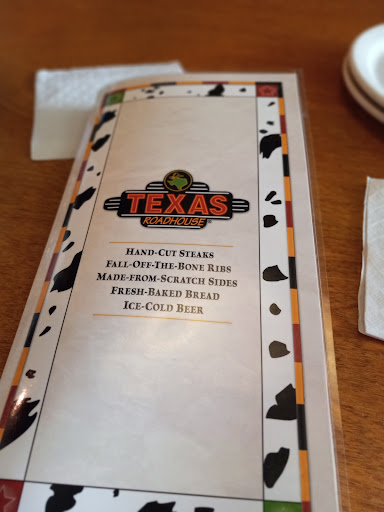 TEXAS
ROADHOUSE
HAND-CUT STEAKS
FALL-OFF-THE-BONE RIBS
MADE-FROM-SCRATCH SIDES
FRESH-BAKED BREAD
ICE-COLD BEER